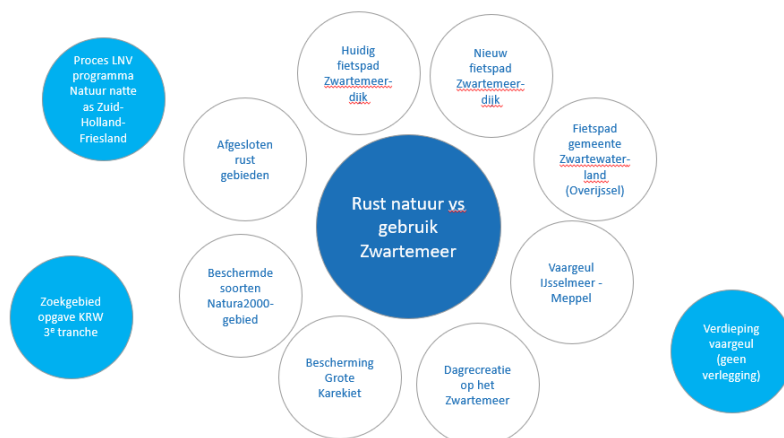 Proces LNV
programma
Natuur natte
as Zuid-
Holland-
Friesland
Huidig
fietspad
Zwartemeer-
dijk
Nieuw
fietspad
Zwartemeer-
dijk
Afgesloten
rust
gebieden
Fietspad
gemeente
Zwartewater-
land
(Overijssel)
Rust natuur vs
gebruik
Zwartemeer
Beschermde
soorten
Natura2000-
gebied
Vaargeul
IJsselmeer -
Meppel
Zoekgebied
opgave KRW
3e tranche
Verdieping
vaargeul
(geen
verlegging)
Bescherming
Grote
Karekiet
Dagrecreatie
op het
Zwartemeer